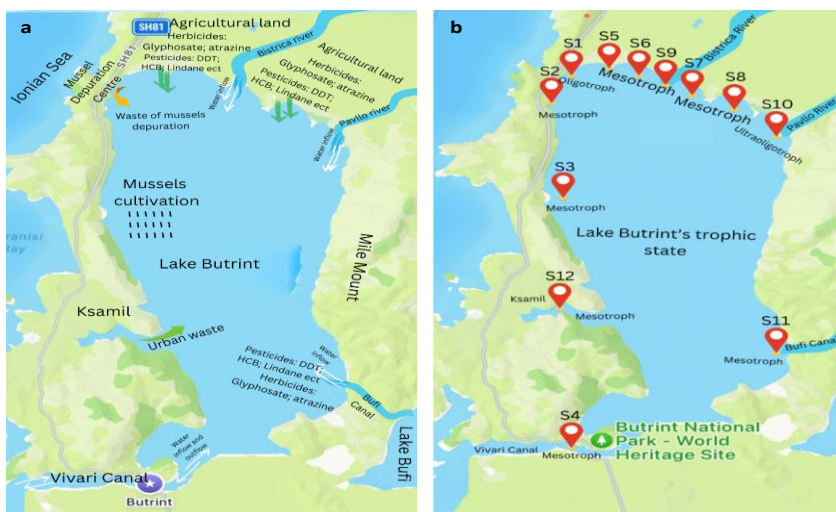 a
SH81
Agricultural land
Herbicides:
Glyphosate; atrazine
Pesticides: DDT;
HCB; Lindane ect
SH81
Ionian Sea
Mussel
Depuration
Centre
Waste of mussels
depuration
Bistrica river
Agricultural land
Herbicides:
Glyphosate; atrazine
Pesticides: DDT;
HCB; Lindane ect
Water inflow
Pavllo river
Water inflow
Mussels
cultivation
Lake Butrint
Mile Mount
Ksamil
Urban waste
Pesticides: DDT;
HCB; Lindane ect
Herbicides:
Glyphosate; atrazine
Water
inflow
Bufi
Canal
Lake Bufi
Water
inflow and
outflow
Vivari Canal
Butrint
b
S1
Oligotroph
S5
S6
Mesotroph
S9
S7
Bistrica River
Mesotroph
S8
S10
Pavllo River
Ultraoligotroph
S2
Mesotroph
S3
Mesotroph
Lake Butrint's trophic
state
S12
Ksamil
Mesotroph
S11
Bufi Canal
Mesotroph
S4
Vivari Canal
Mesotroph
Butrint National
Park - World
Heritage Site